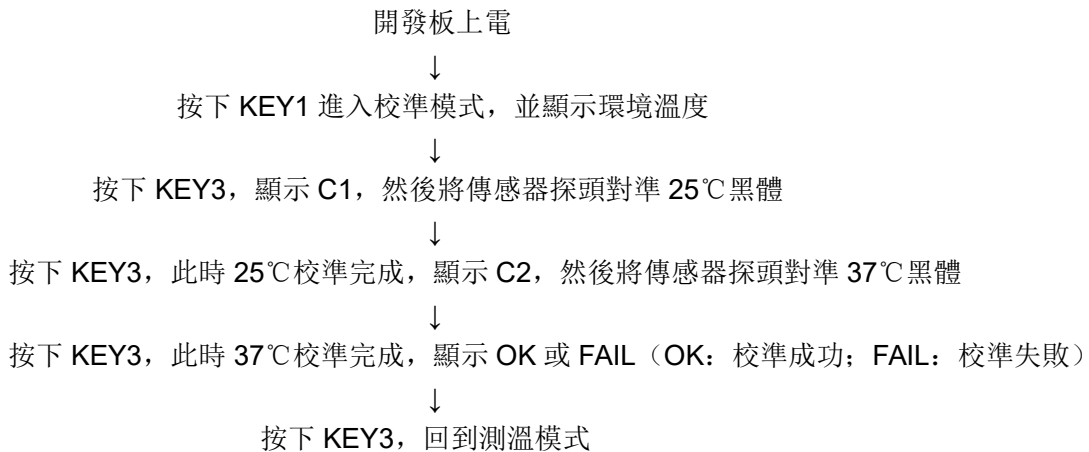 開發板上電
↓
按下 KEY1 進入校準模式，並顯示環境溫度
↓
按下 KEY3，顯示 C1，然後將傳感器探頭對準 25℃黑體
↓
按下 KEY3，此時 25℃校準完成，顯示 C2，然後將傳感器探頭對準 37℃黑體
↓
按下 KEY3，此時 37℃校準完成，顯示 OK 或 FAIL（OK：校準成功；FAIL：校準失敗）
↓
按下 KEY3，回到測溫模式